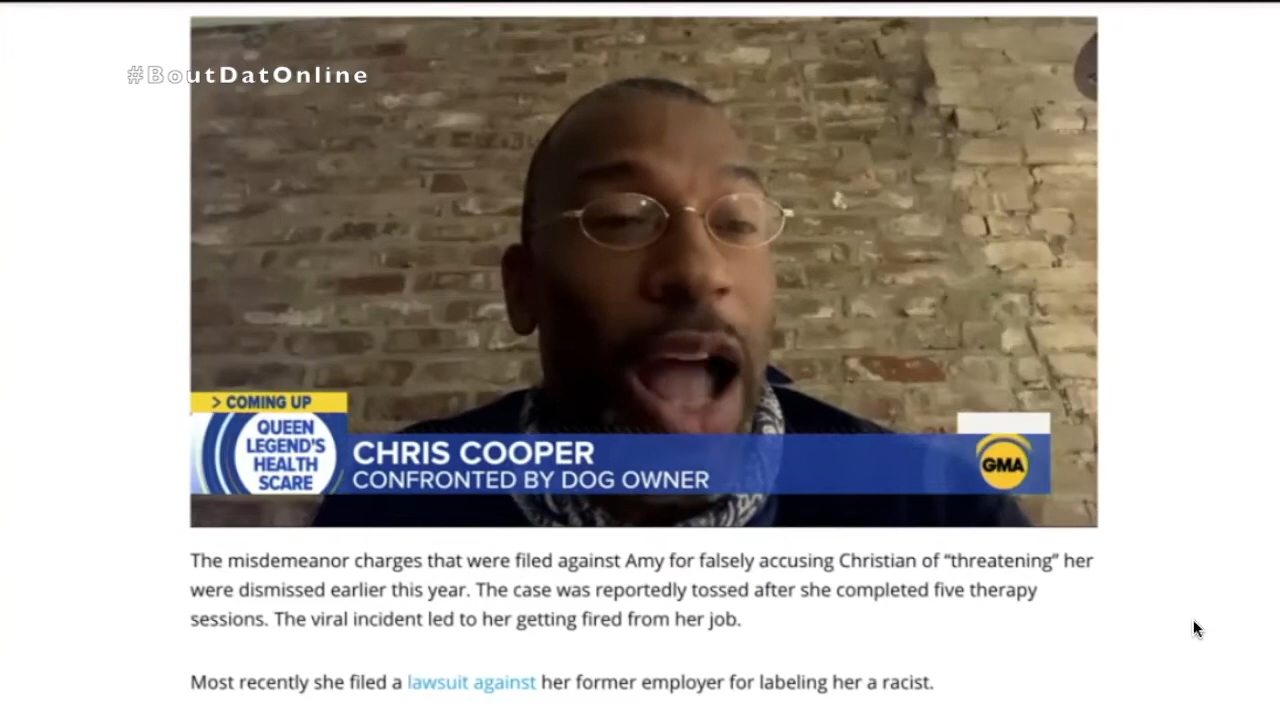 #BoutDatOnline
> COMING UP
QUEEN
LEGEND'S
HEALTH
SCARE
CHRIS COOPER
CONFRONTED BY DOG OWNER
GMA
The misdemeanor charges that were filed against Amy for falsely accusing Christian of “threatening” her
were dismissed earlier this year. The case was reportedly tossed after she completed five therapy
sessions. The viral incident led to her getting fired from her job.
Most recently she filed a lawsuit against her former employer for labeling her a racist.